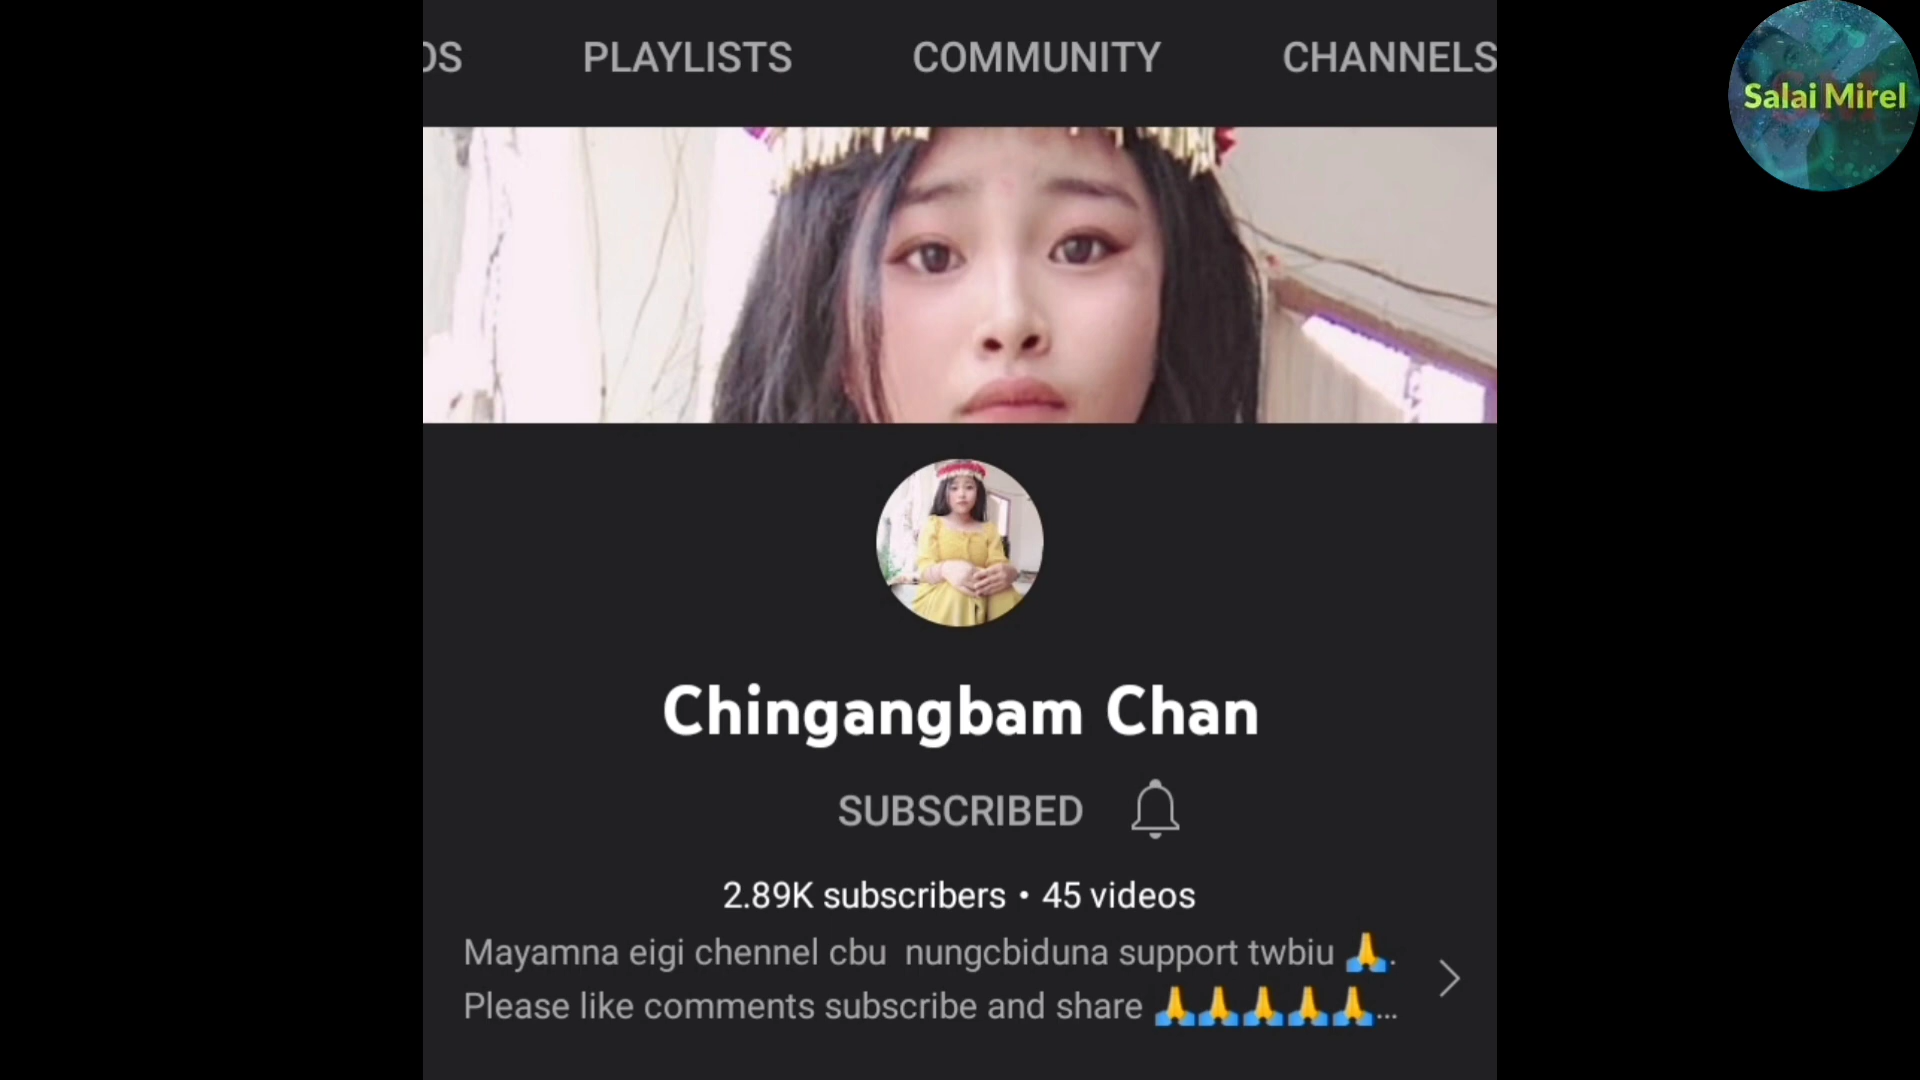 OS PLAYLISTS COMMUNITY CHANNELS
Salai Mirel
Chingangbam Chan
SUBSCRIBED
2.89K subscribers • 45 videos
Mayamna eigi chennel cbu nungcbiduna support twbiu 🙏.
Please like comments subscribe and share 🙏🙏🙏🙏🙏...